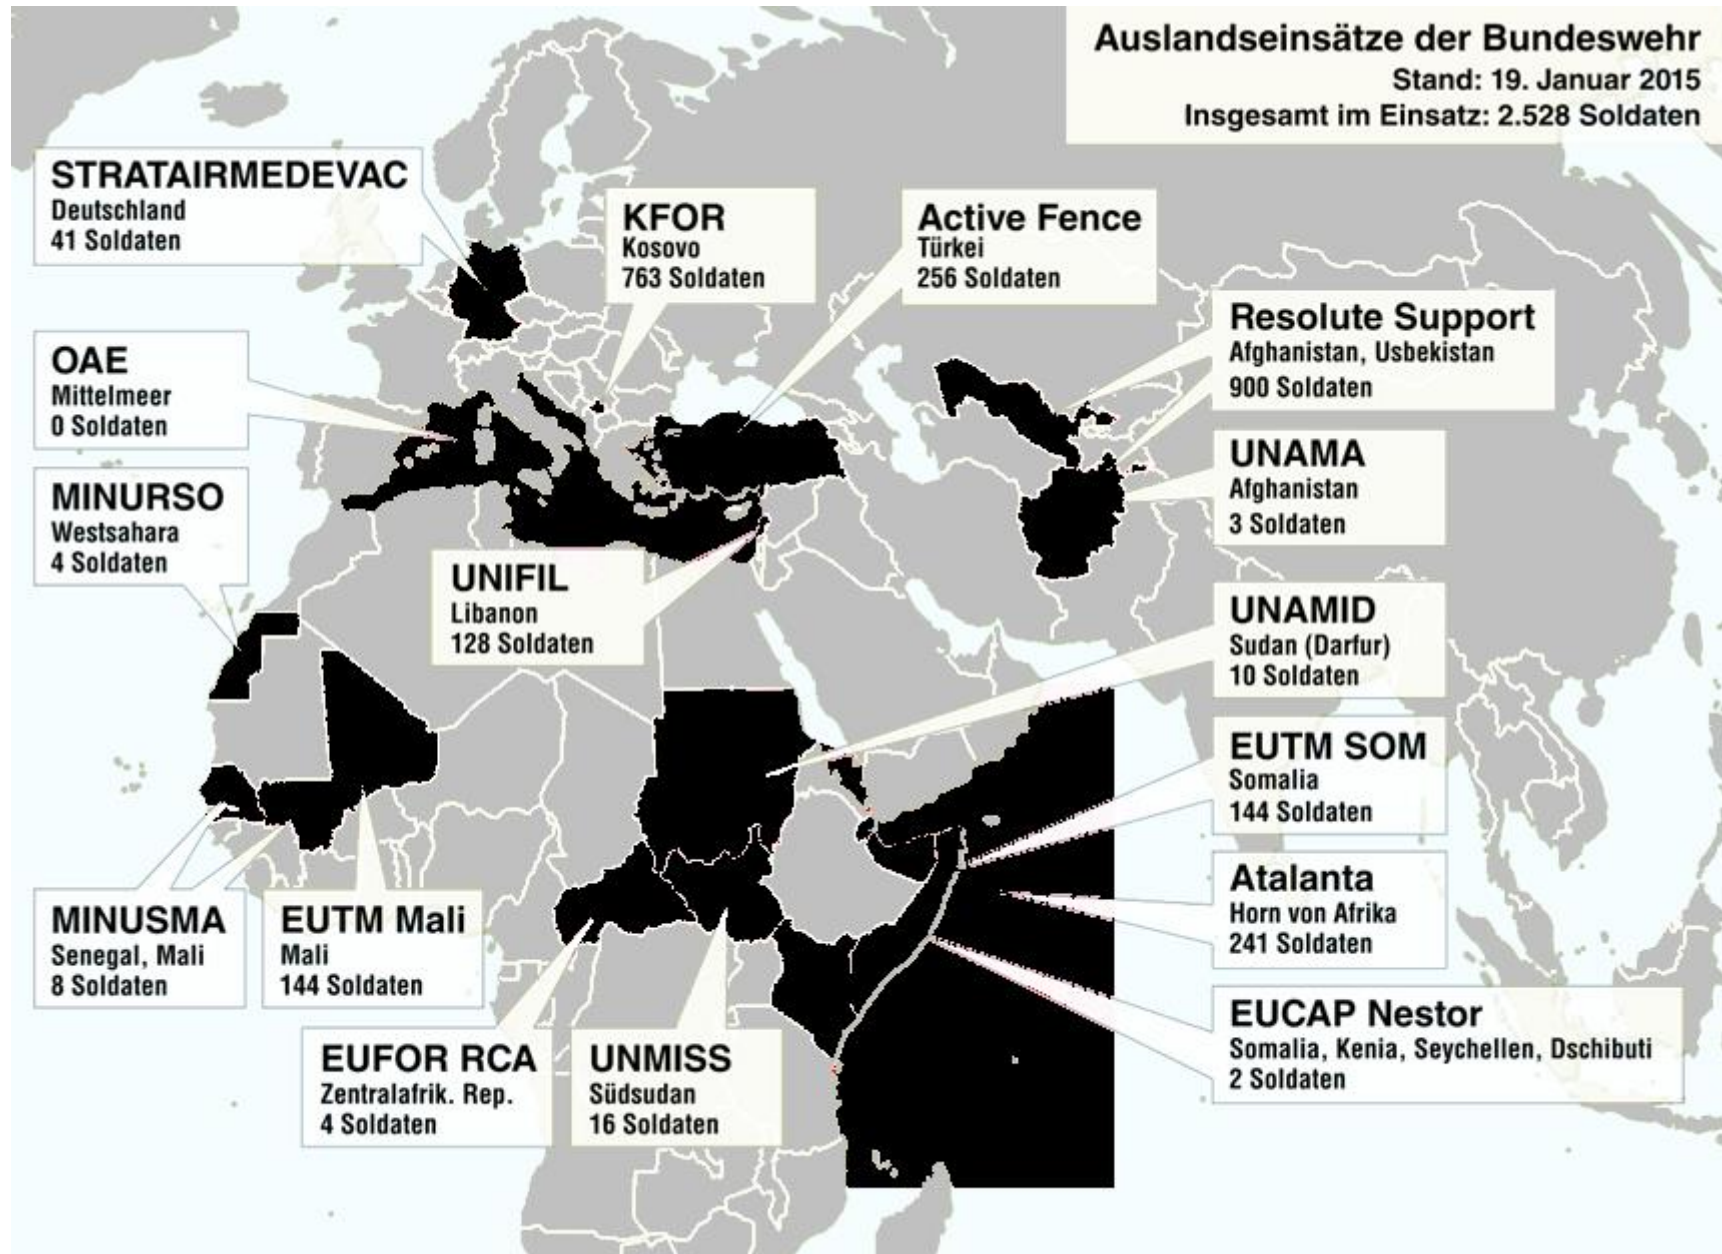 Auslandseinsätze der Bundeswehr
Stand: 19. Januar 2015
Insgesamt im Einsatz: 2.528 Soldaten
STRATAIRMEDEVAC
Deutschland
41 Soldaten
KFOR
Kosovo
763 Soldaten
Active Fence
Türkei
256 Soldaten
Resolute Support
Afghanistan, Usbekistan
900 Soldaten
OAE
Mittelmeer
0 Soldaten
UNAMA
Afghanistan
3 Soldaten
MINURSO
Westsahara
4 Soldaten
UNIFIL
Libanon
128 Soldaten
UNAMID
Sudan (Darfur)
10 Soldaten
EUTM SOM
Somalia
144 Soldaten
Atalanta
Horn von Afrika
241 Soldaten
MINUSMA
Senegal, Mali
8 Soldaten
EUTM Mali
Mali
144 Soldaten
EUCAP Nestor
Somalia, Kenia, Seychellen, Dschibuti
2 Soldaten
EUFOR RCA
Zentralafrik. Rep.
4 Soldaten
UNMISS
Südsudan
16 Soldaten